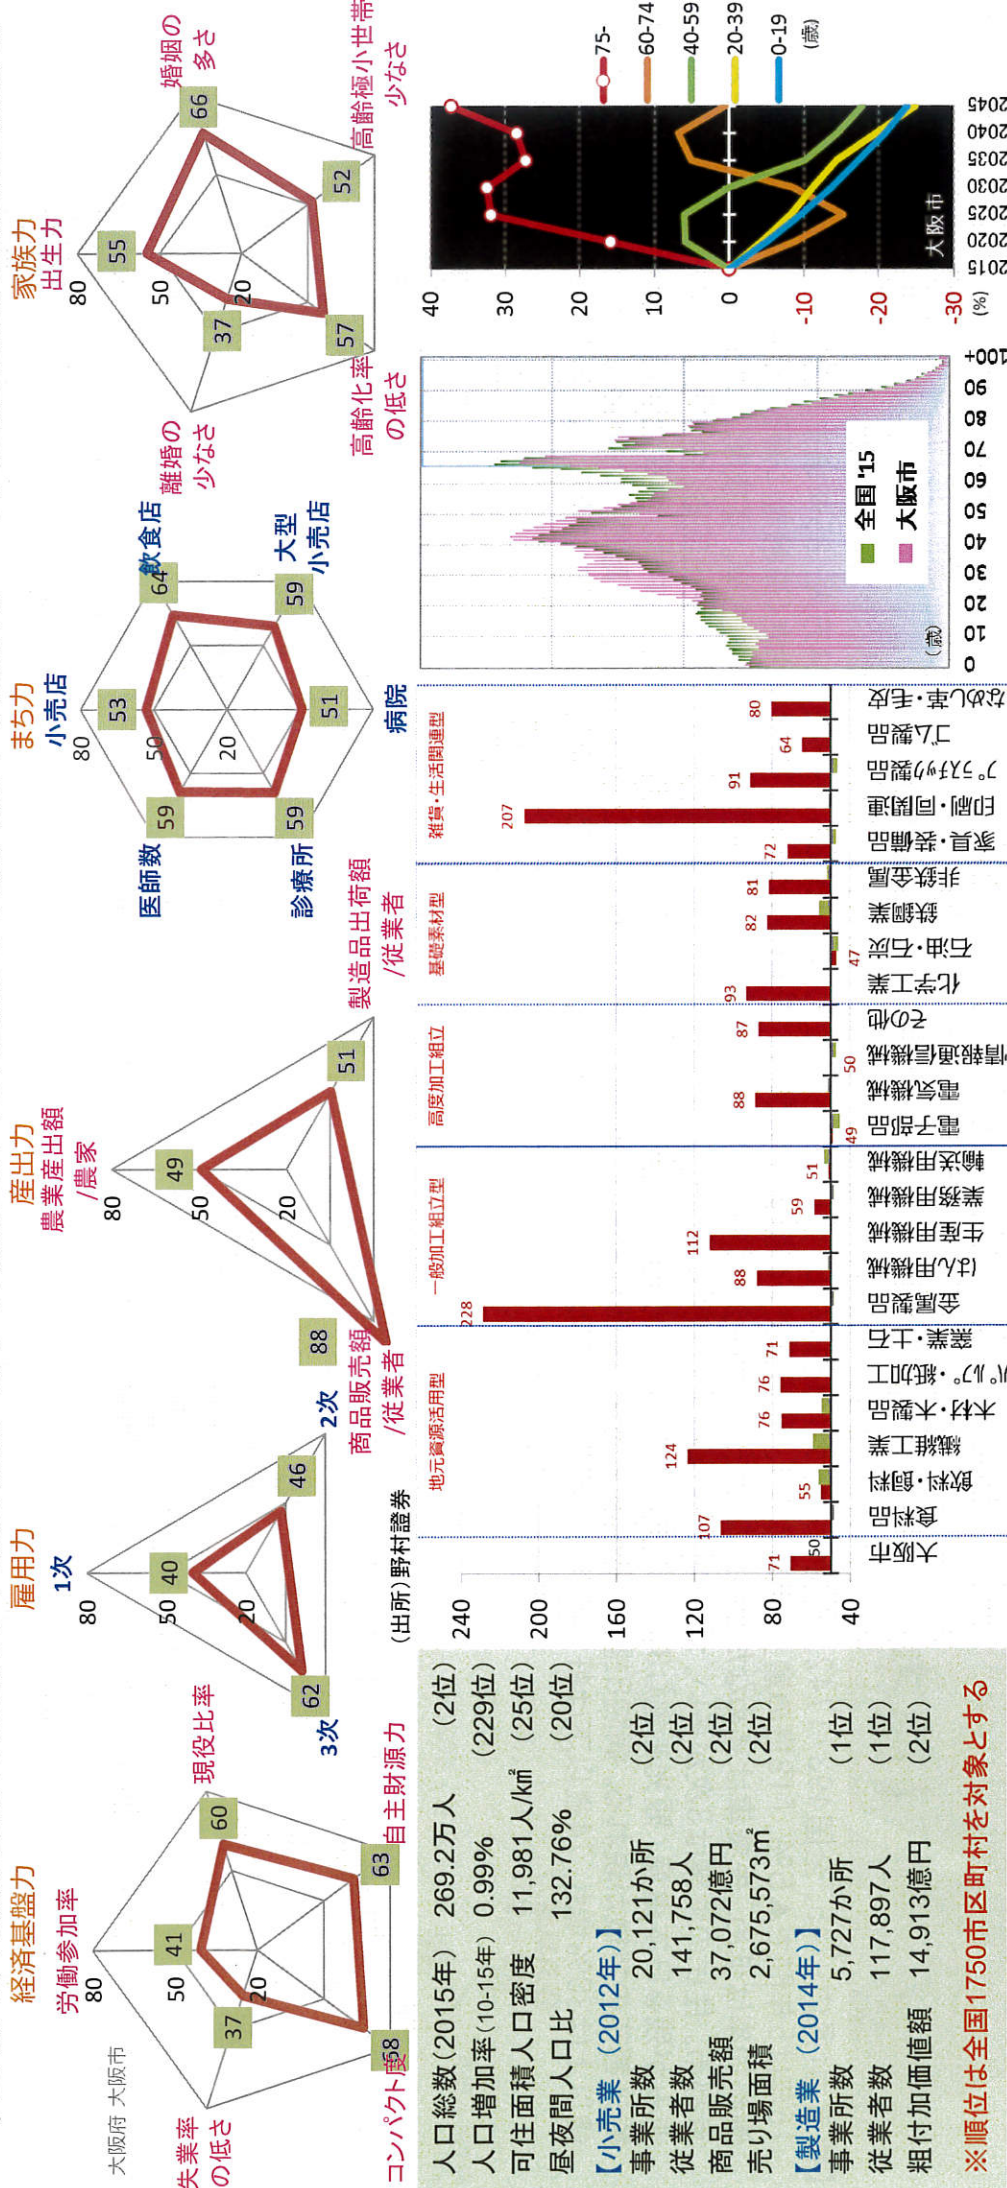 大阪府 大阪市
経済基盤力
労働参加率
80
50
20
41
現役比率
60
自主財源力
63
コンパクト度
68
失業率
の低さ
37
雇用力
1次
80
50
20
40
2次
46
3次
62
(出所)野村證券
産出力
農業産出額
/農家
80
50
20
49
製造品出荷額
/従業者
51
商品販売額
/従業者
88
まち力
小売店
80
50
20
53
飲食店
64
大型
小売店
59
病院
51
診療所
59
医師数
59
家族力
出生力
80
50
20
55
婚姻の
多さ
66
高齢極小世帯
少なさ
52
高齢化率
の低さ
57
離婚の
少なさ
37
人口総数(2015年) 269.2万人 (2位)
人口増加率(10-15年) 0.99% (229位)
可住面積人口密度 11,981人/k㎡ (25位)
昼夜間人口比 132.76% (20位)
【小売業 (2012年)】
事業所数 20,121か所 (2位)
従業者数 141,758人 (2位)
商品販売額 37,072億円 (2位)
売り場面積 2,675,573㎡ (2位)
【製造業 (2014年)】
事業所数 5,727か所 (1位)
従業者数 117,897人 (1位)
粗付加価値額 14,913億円 (2位)
※順位は全国1750市区町村を対象とする
240
200
160
120
80
40
地元資源活用型
一般加工組立型
高度加工組立
基礎素材型
雑貨・生活関連型
71
50
107
55
124
76
76
71
228
88
112
59
51
49
88
50
87
93
47
82
81
72
207
91
64
80
大阪市
食料品
飲料・飼料
繊維工業
木材・木製品
パルプ・紙加工
窯業・土石
金属製品
はん用機械
生産用機械
業務用機械
輸送用機械
電子部品
電気機械
情報通信機械
その他
化学工業
石油・石炭
鉄鋼業
非鉄金属
家具・装備品
印刷・同関連
プラスチック製品
ゴム製品
なめし革・毛皮
全国 '15
大阪市
(歳)
0
10
20
30
40
50
60
70
80
90
100+
40
30
20
10
0
-10
-20
-30
(%)
大阪市
2015
2020
2025
2030
2035
2040
2045
75-
60-74
40-59
20-39
0-19
(歳)